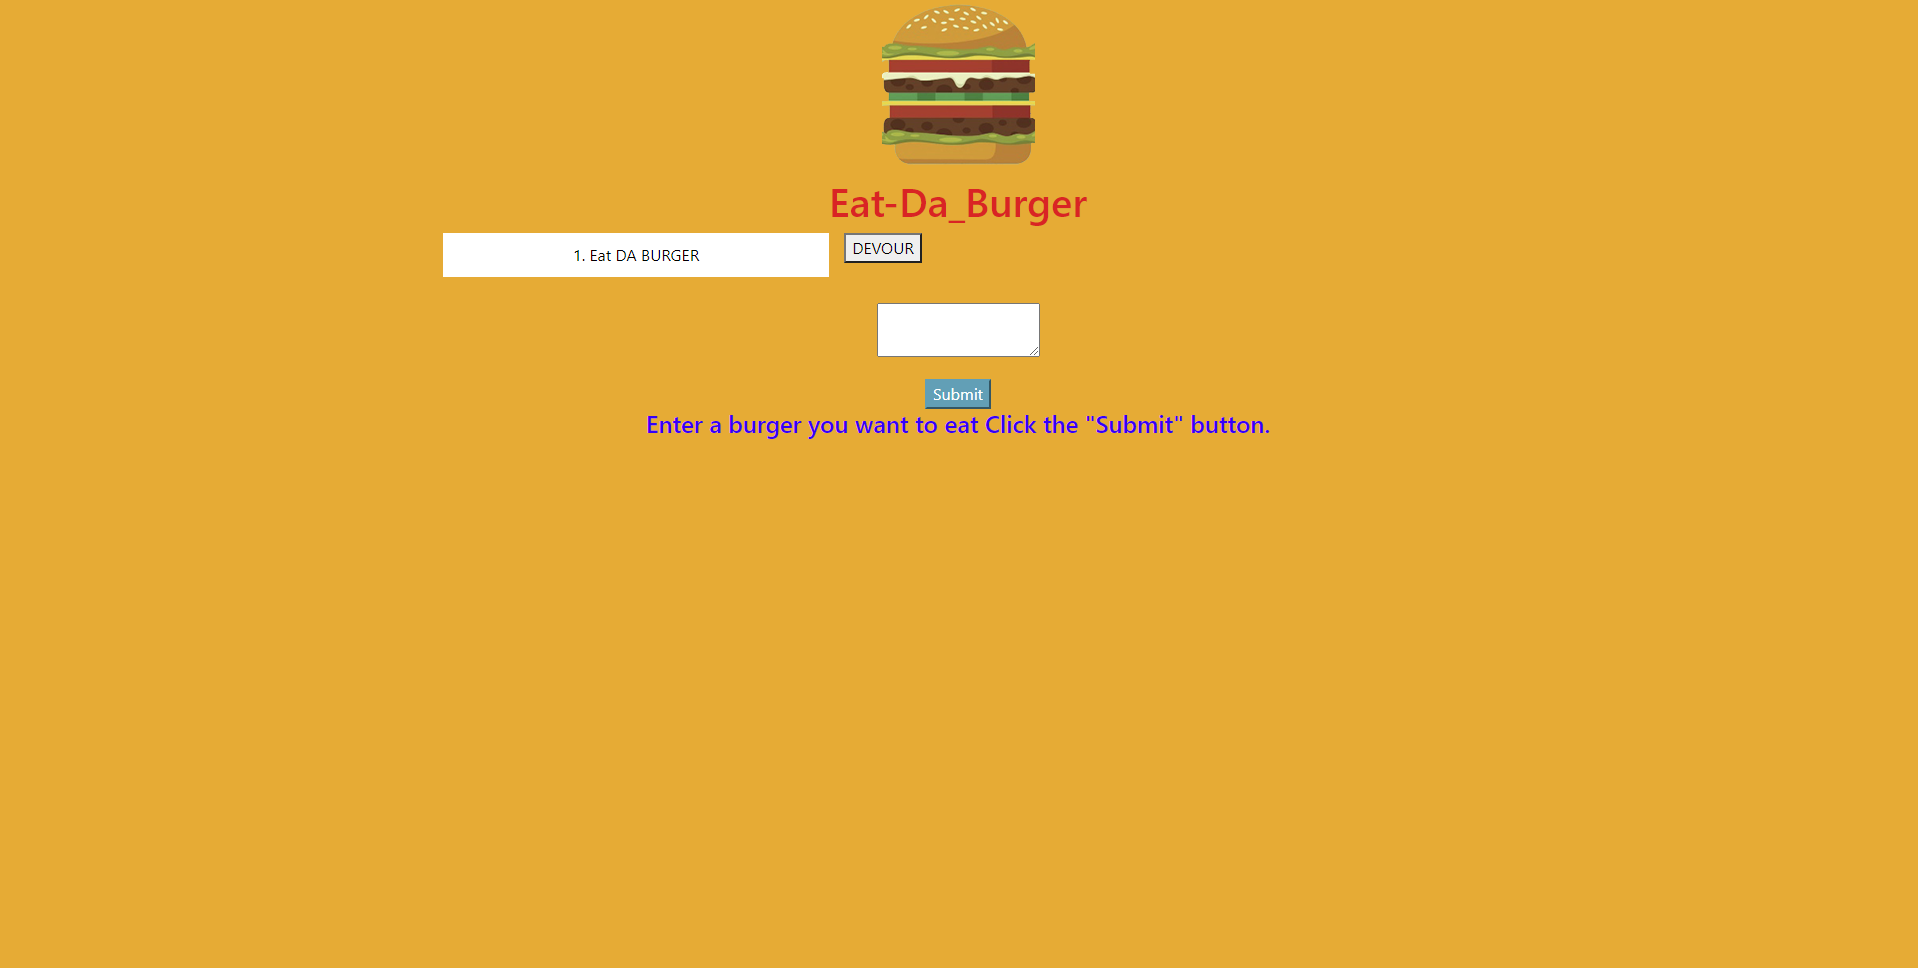 Eat-Da_Burger
1. Eat DA BURGER
DEVOUR
Submit
Enter a burger you want to eat Click the "Submit" button.